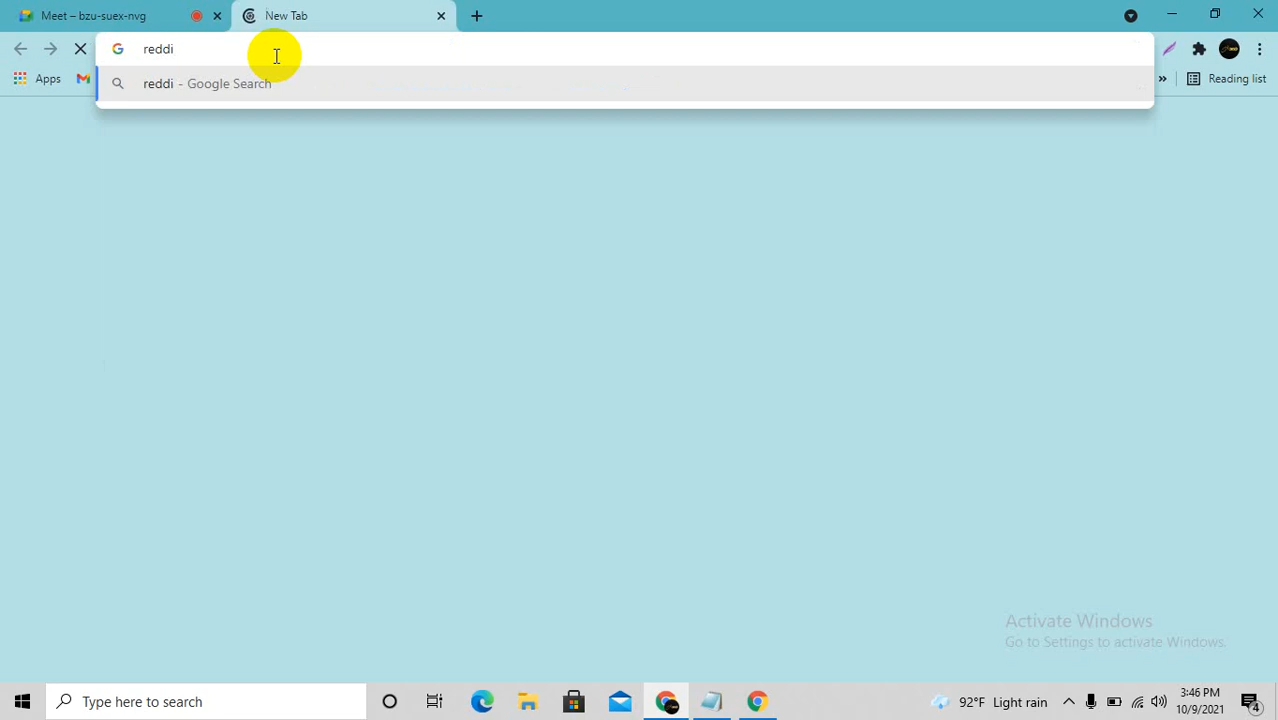 Meet – bzu-suex-nvg
New Tab
reddi
Apps
Reading list
reddi - Google Search
Activate Windows
Go to Settings to activate Windows.
Type here to search
92°F Light rain
3:46 PM
10/9/2021
4